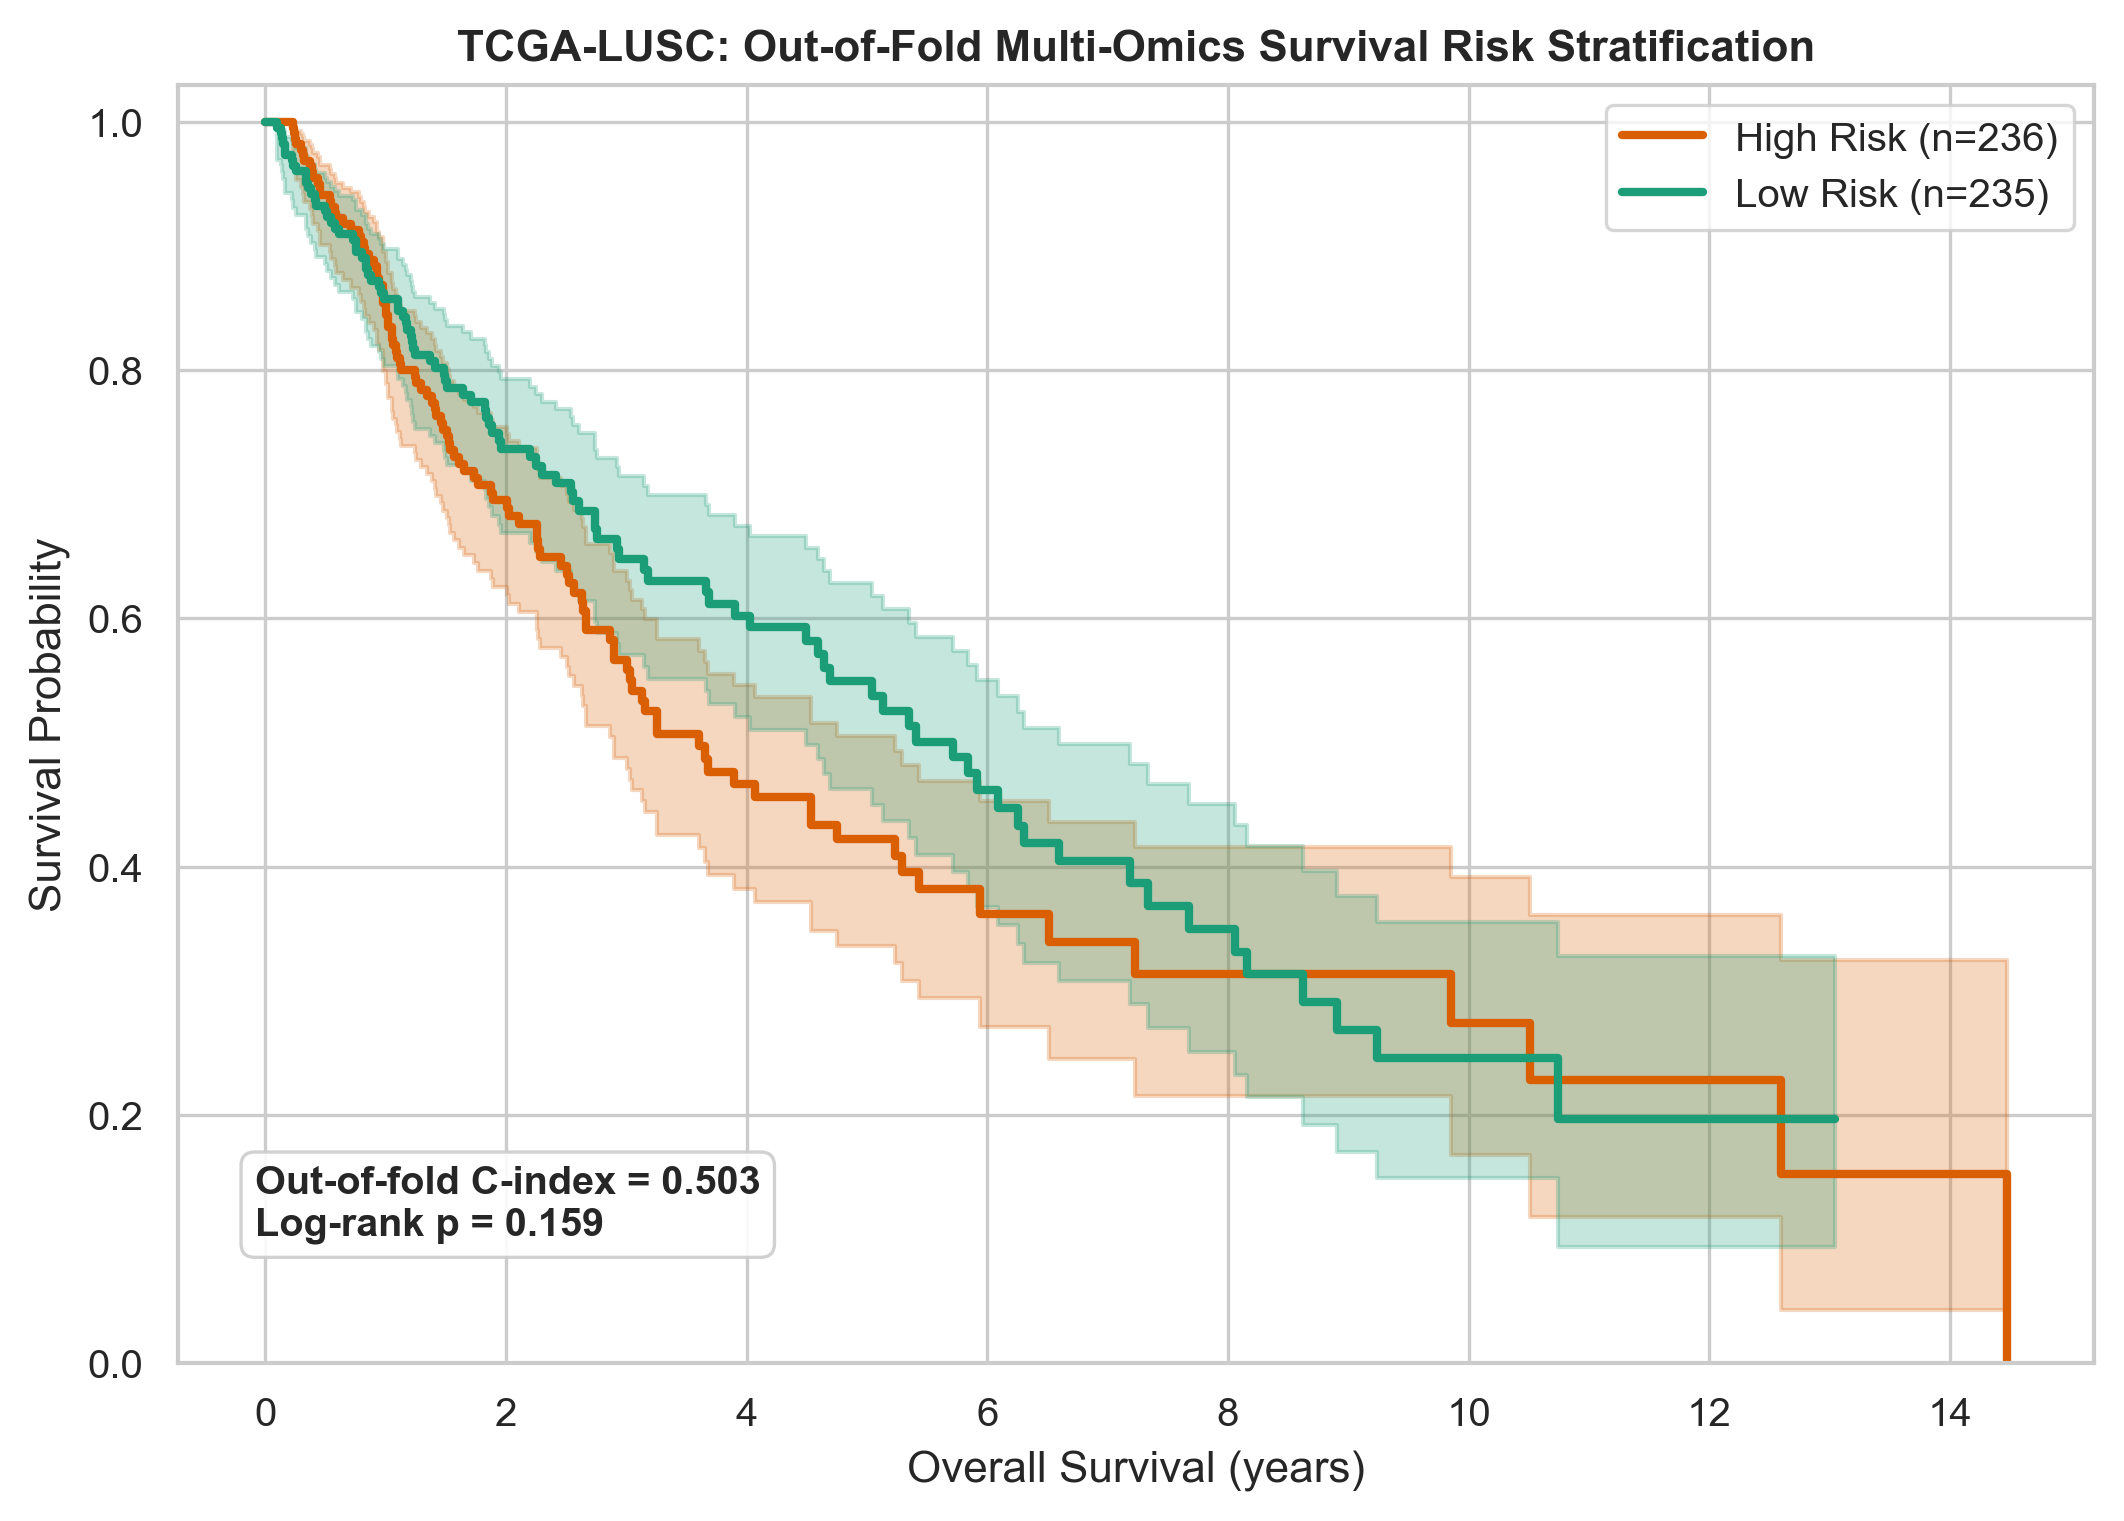 TCGA-LUSC: Out-of-Fold Multi-Omics Survival Risk Stratification
High Risk (n=236)
Low Risk (n=235)
Survival Probability
1.0
0.8
0.6
0.4
0.2
0.0
Out-of-fold C-index = 0.503
Log-rank p = 0.159
0 2 4 6 8 10 12 14
Overall Survival (years)